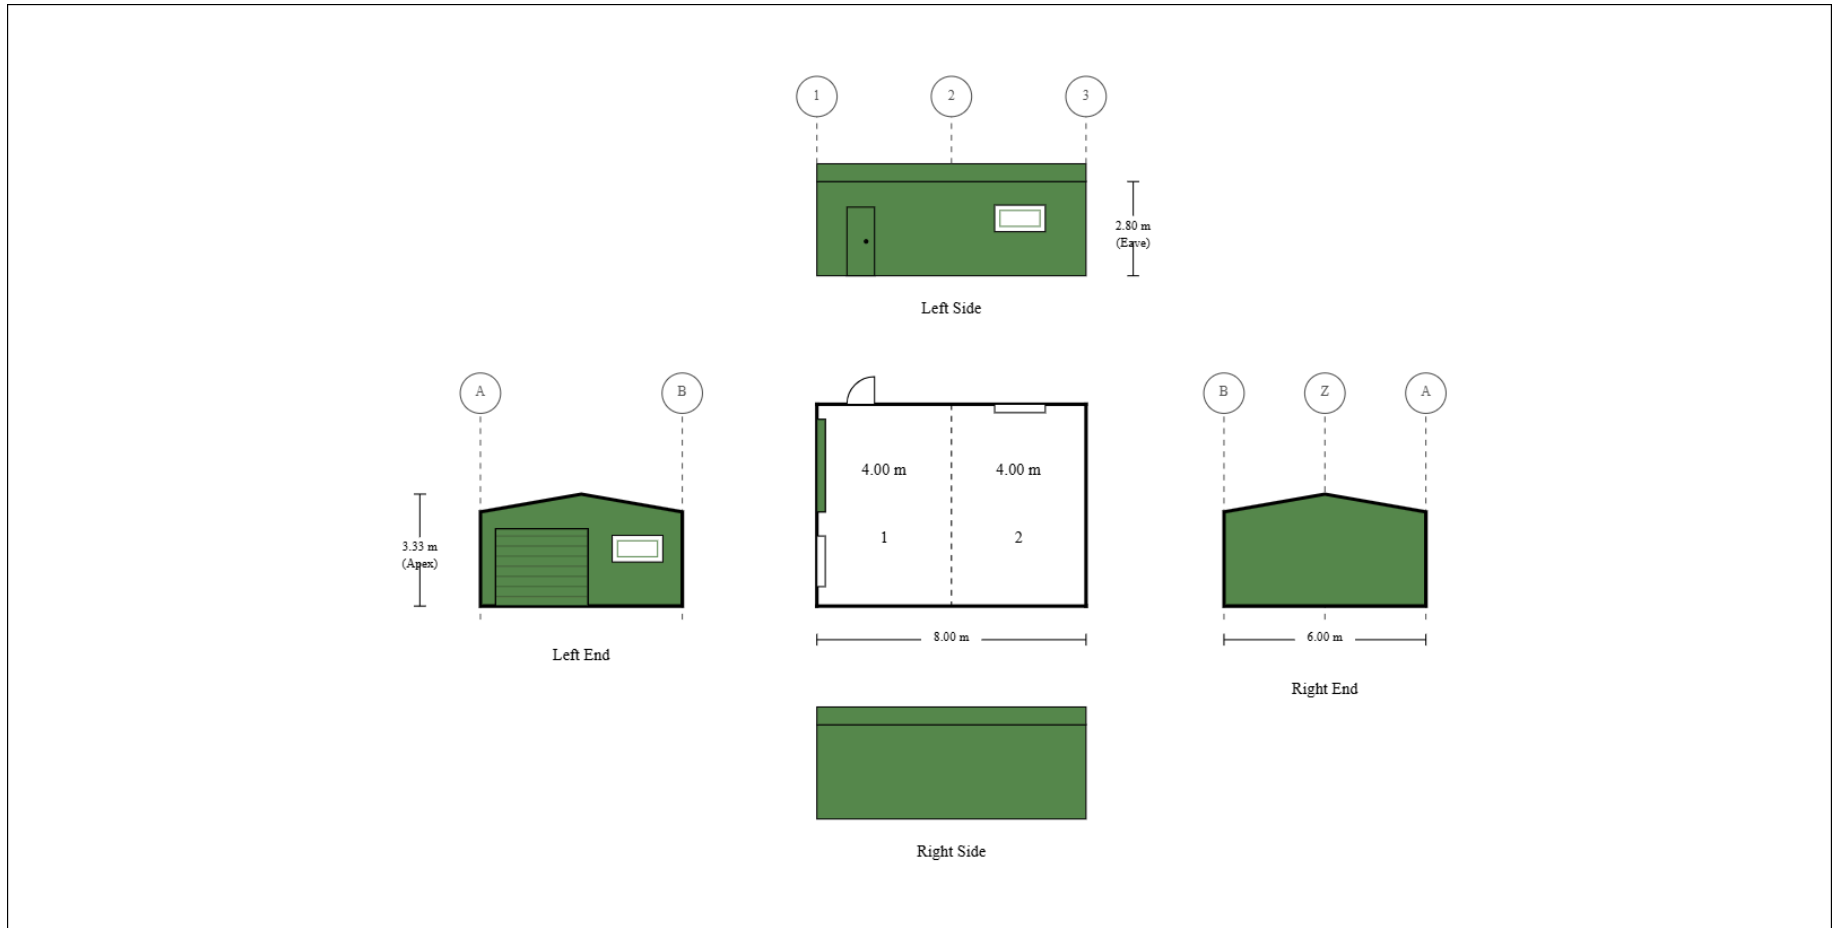 1
2
3
2.80 m
(Eave)
Left Side
A
B
B
Z
A
4.00 m
4.00 m
1
2
3.33 m
(Apex)
8.00 m
6.00 m
Left End
Right End
Right Side